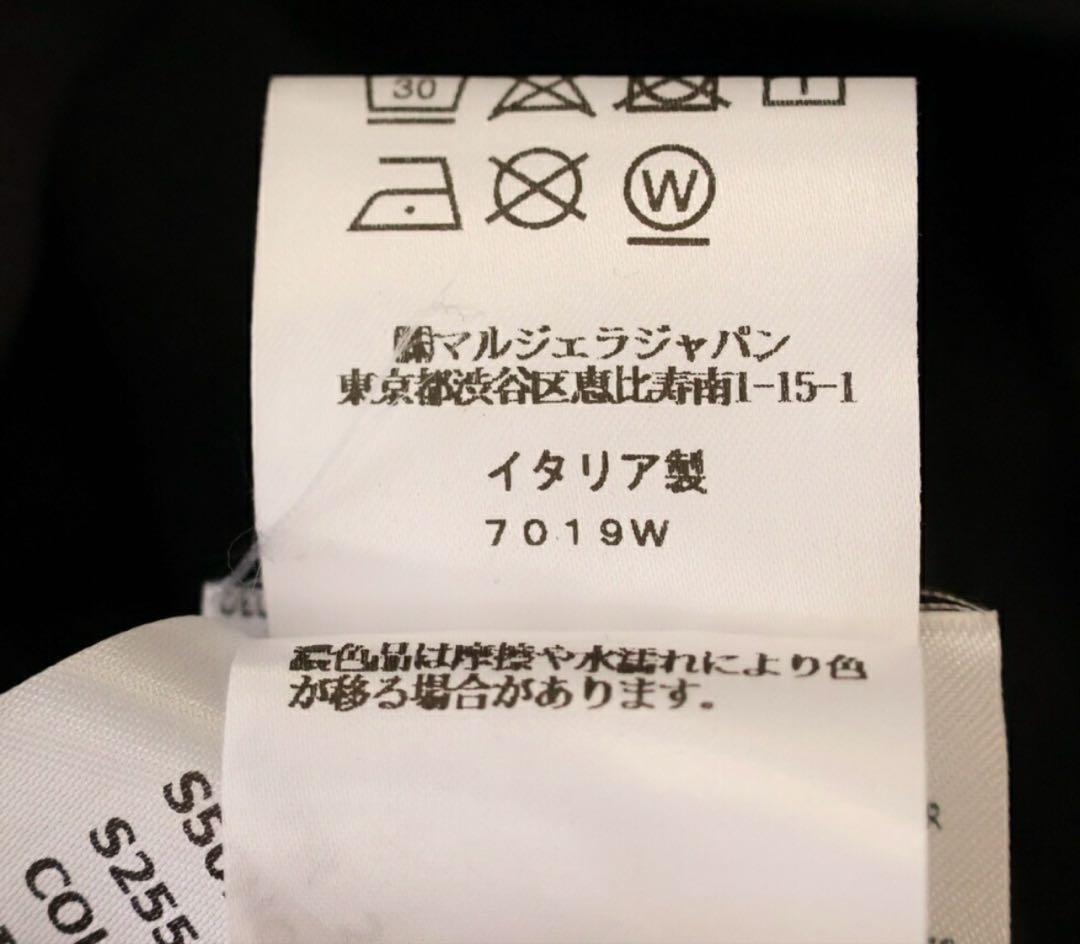 30
W
㈱マルジェラジャパン
東京都渋谷区恵比寿南1-15-1
イタリア製
7019W
濃色品は摩擦や水濡れにより色
が移る場合があります。
S50
S255
COL
R